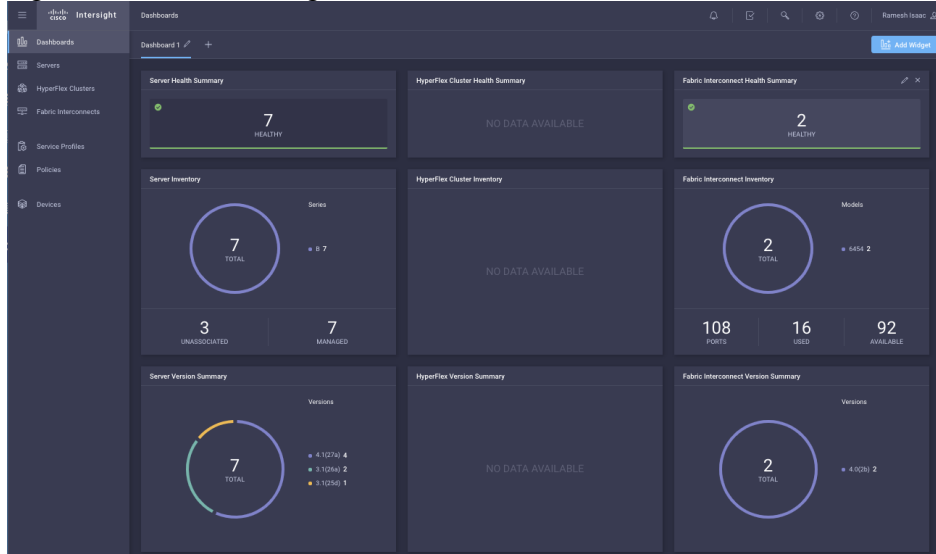 cisco Intersight
Dashboards
Ramesh Isaac
Dashboards
Servers
HyperFlex Clusters
Fabric Interconnects
Service Profiles
Policies
Devices
Dashboard 1
+
Add Widget
Server Health Summary
7
HEALTHY
HyperFlex Cluster Health Summary
NO DATA AVAILABLE
Fabric Interconnect Health Summary
2
HEALTHY
Server Inventory
7
TOTAL
Series
B 7
3
UNASSOCIATED
7
MANAGED
HyperFlex Cluster Inventory
NO DATA AVAILABLE
Fabric Interconnect Inventory
2
TOTAL
Models
6454 2
108
PORTS
16
USED
92
AVAILABLE
Server Version Summary
7
TOTAL
Versions
4.1(27a) 4
3.1(26a) 2
3.1(25d) 1
HyperFlex Version Summary
NO DATA AVAILABLE
Fabric Interconnect Version Summary
2
TOTAL
Versions
4.0(2b) 2